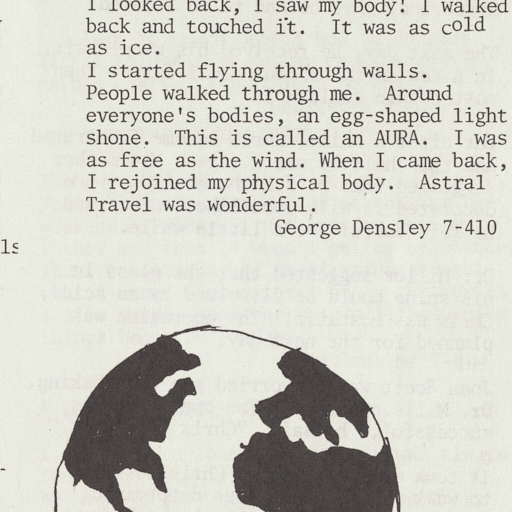 I looked back, I saw my body! I walked
back and touched it. It was as cold
as ice.
I started flying through walls.
People walked through me. Around
everyone's bodies, an egg-shaped light
shone. This is called an AURA. I was
as free as the wind. When I came back,
I rejoined my physical body. Astral
Travel was wonderful.
George Densley 7-410
ls